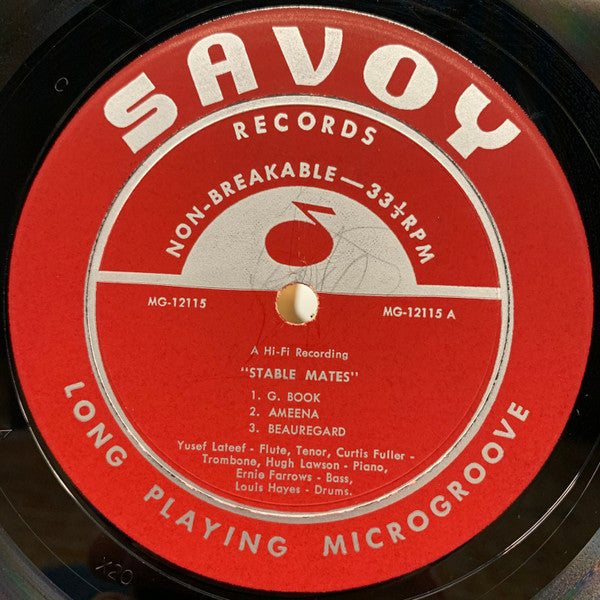 SAVOY
RECORDS
NON-BREAKABLE—33⅓RPM
MG-12115
MG-12115 A
A Hi-Fi Recording
"STABLE MATES"
1. G. BOOK
2. AMEENA
3. BEAUREGARD
Yusef Lateef - Flute, Tenor, Curtis Fuller -
Trombone, Hugh Lawson - Piano,
Ernie Farrows - Bass,
Louis Hayes - Drums.
LONG PLAYING MICROGROOVE
X20